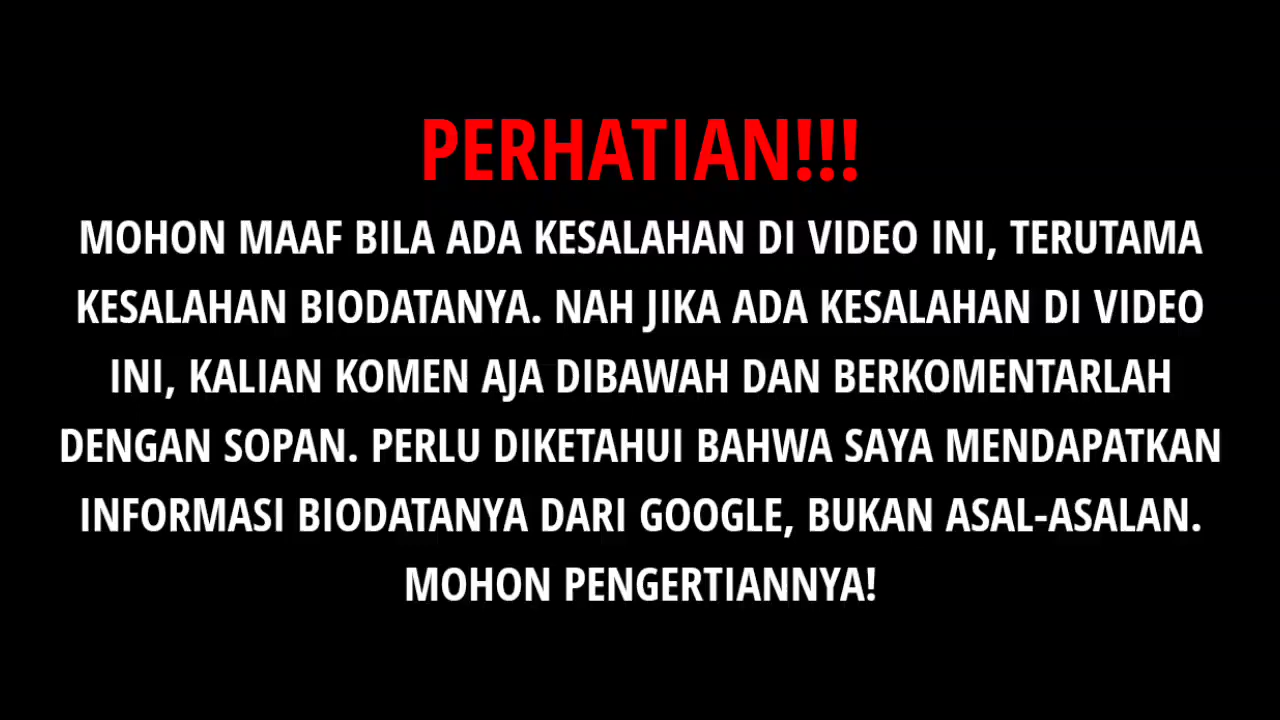 PERHATIAN!!!
MOHON MAAF BILA ADA KESALAHAN DI VIDEO INI, TERUTAMA
KESALAHAN BIODATANYA. NAH JIKA ADA KESALAHAN DI VIDEO
INI, KALIAN KOMEN AJA DIBAWAH DAN BERKOMENTARLAH
DENGAN SOPAN. PERLU DIKETAHUI BAHWA SAYA MENDAPATKAN
INFORMASI BIODATANYA DARI GOOGLE, BUKAN ASAL-ASALAN.
MOHON PENGERTIANNYA!